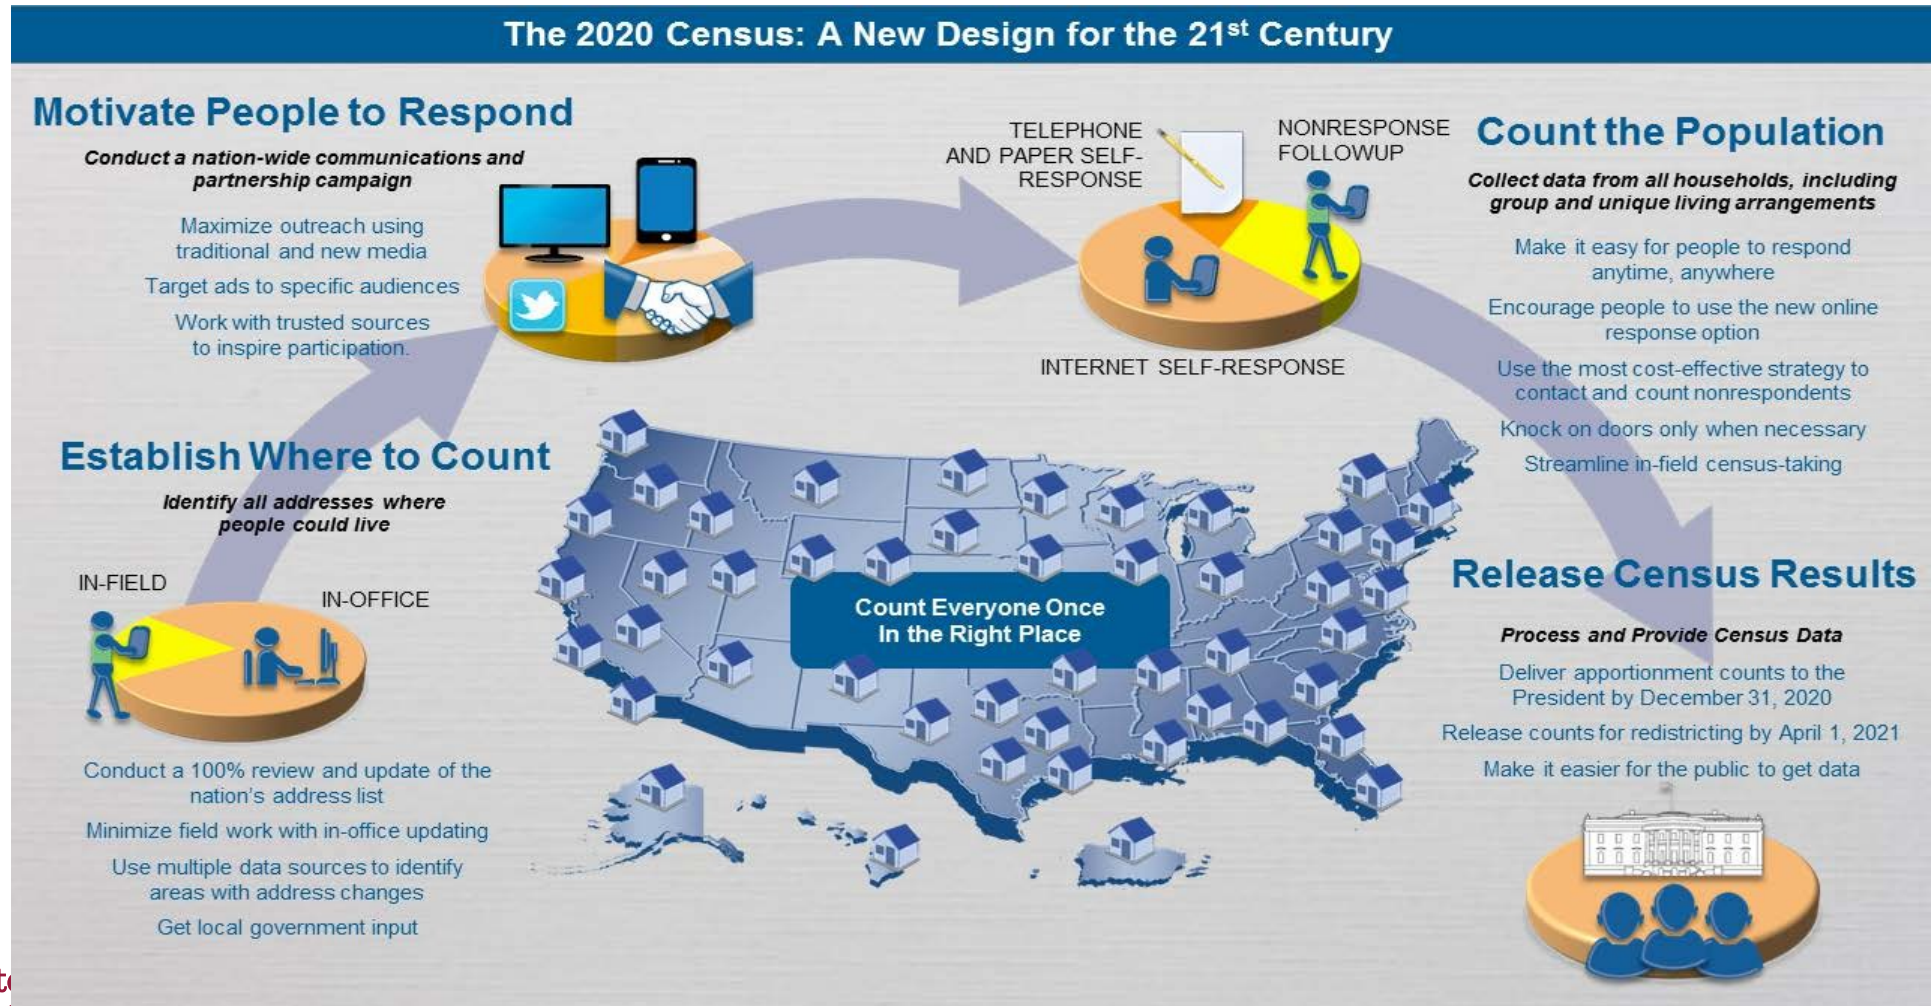 The 2020 Census: A New Design for the 21st Century
Motivate People to Respond
Conduct a nation-wide communications and
partnership campaign
Maximize outreach using
traditional and new media
Target ads to specific audiences
Work with trusted sources
to inspire participation.
TELEPHONE
AND PAPER SELF-
RESPONSE
NONRESPONSE
FOLLOWUP
INTERNET SELF-RESPONSE
Count the Population
Collect data from all households, including
group and unique living arrangements
Make it easy for people to respond
anytime, anywhere
Encourage people to use the new online
response option
Use the most cost-effective strategy to
contact and count nonrespondents
Knock on doors only when necessary
Streamline in-field census-taking
Establish Where to Count
Identify all addresses where
people could live
IN-FIELD
IN-OFFICE
Conduct a 100% review and update of the
nation's address list
Minimize field work with in-office updating
Use multiple data sources to identify
areas with address changes
Get local government input
Count Everyone Once
In the Right Place
Release Census Results
Process and Provide Census Data
Deliver apportionment counts to the
President by December 31, 2020
Release counts for redistricting by April 1, 2021
Make it easier for the public to get data